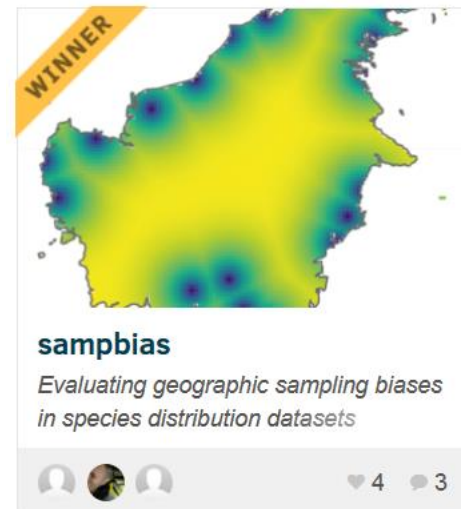 WINNER
sampbias
Evaluating geographic sampling biases
in species distribution datasets
4 3